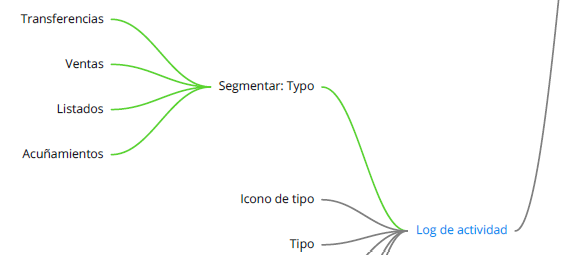 Transferencias
Ventas
Segmentar: Typo
Listados
Acuñamientos
Icono de tipo
Log de actividad
Tipo